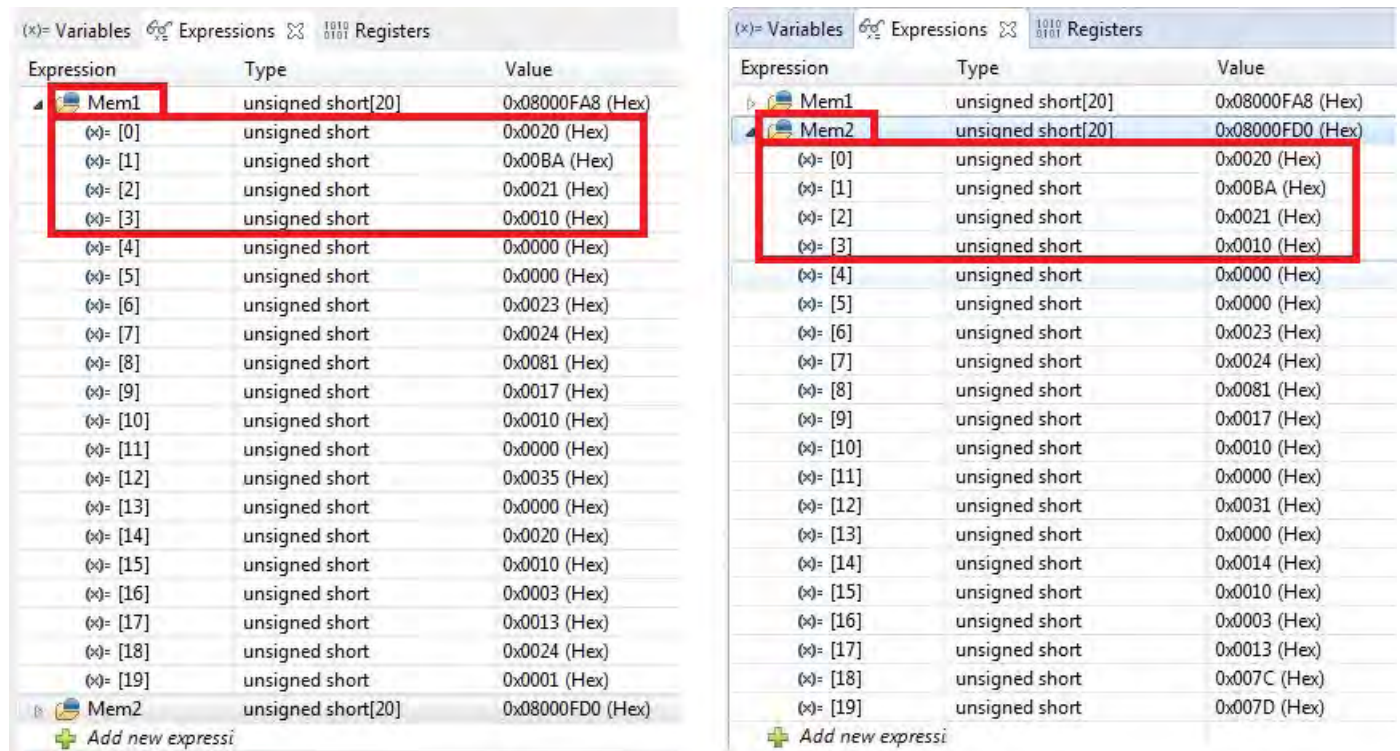 (x)= Variables Expressions Registers
Expression Type Value
Mem1 unsigned short[20] 0x08000FA8 (Hex)
(x)= [0] unsigned short 0x0020 (Hex)
(x)= [1] unsigned short 0x00BA (Hex)
(x)= [2] unsigned short 0x0021 (Hex)
(x)= [3] unsigned short 0x0010 (Hex)
(x)= [4] unsigned short 0x0000 (Hex)
(x)= [5] unsigned short 0x0000 (Hex)
(x)= [6] unsigned short 0x0023 (Hex)
(x)= [7] unsigned short 0x0024 (Hex)
(x)= [8] unsigned short 0x0081 (Hex)
(x)= [9] unsigned short 0x0017 (Hex)
(x)= [10] unsigned short 0x0010 (Hex)
(x)= [11] unsigned short 0x0000 (Hex)
(x)= [12] unsigned short 0x0035 (Hex)
(x)= [13] unsigned short 0x0000 (Hex)
(x)= [14] unsigned short 0x0020 (Hex)
(x)= [15] unsigned short 0x0010 (Hex)
(x)= [16] unsigned short 0x0003 (Hex)
(x)= [17] unsigned short 0x0013 (Hex)
(x)= [18] unsigned short 0x0024 (Hex)
(x)= [19] unsigned short 0x0001 (Hex)
Mem2 unsigned short[20] 0x08000FD0 (Hex)
Add new expressi
(x)= Variables Expressions Registers
Expression Type Value
Mem1 unsigned short[20] 0x08000FA8 (Hex)
Mem2 unsigned short[20] 0x08000FD0 (Hex)
(x)= [0] unsigned short 0x0020 (Hex)
(x)= [1] unsigned short 0x00BA (Hex)
(x)= [2] unsigned short 0x0021 (Hex)
(x)= [3] unsigned short 0x0010 (Hex)
(x)= [4] unsigned short 0x0000 (Hex)
(x)= [5] unsigned short 0x0000 (Hex)
(x)= [6] unsigned short 0x0023 (Hex)
(x)= [7] unsigned short 0x0024 (Hex)
(x)= [8] unsigned short 0x0081 (Hex)
(x)= [9] unsigned short 0x0017 (Hex)
(x)= [10] unsigned short 0x0010 (Hex)
(x)= [11] unsigned short 0x0000 (Hex)
(x)= [12] unsigned short 0x0031 (Hex)
(x)= [13] unsigned short 0x0000 (Hex)
(x)= [14] unsigned short 0x0014 (Hex)
(x)= [15] unsigned short 0x0010 (Hex)
(x)= [16] unsigned short 0x0003 (Hex)
(x)= [17] unsigned short 0x0013 (Hex)
(x)= [18] unsigned short 0x007C (Hex)
(x)= [19] unsigned short 0x007D (Hex)
Add new expressi